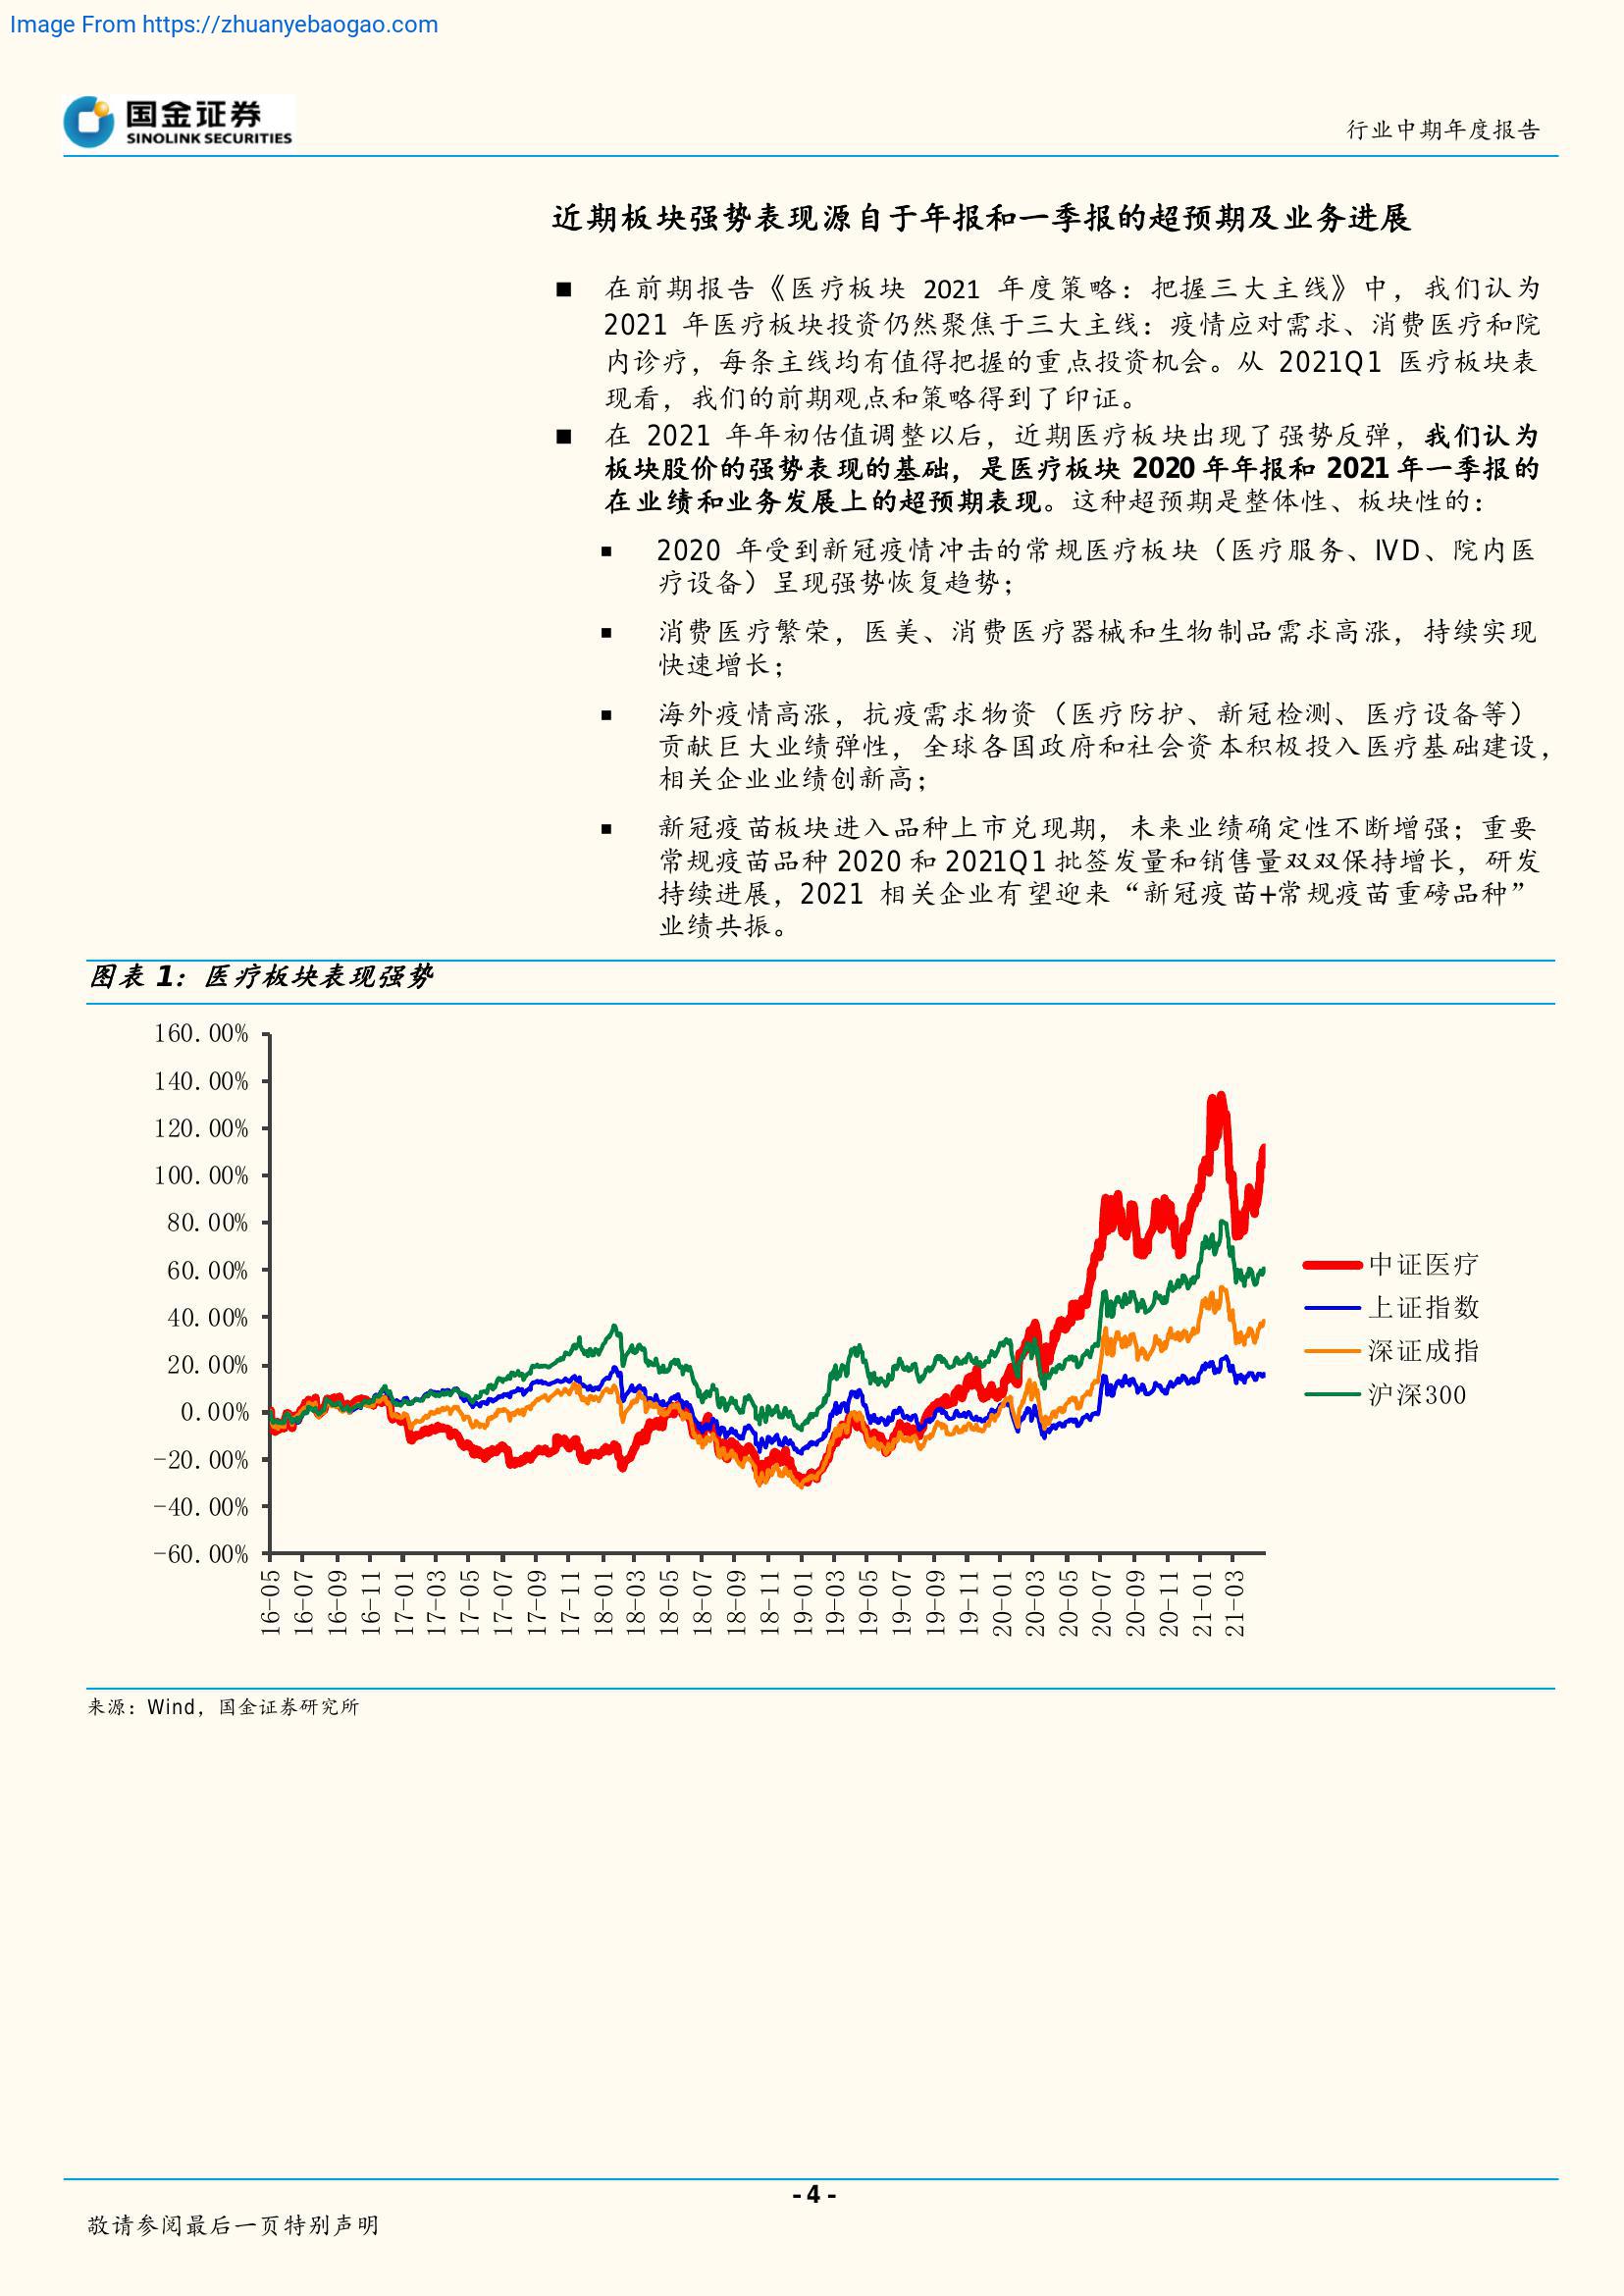 Image From https://zhuanyebaogao.com
国金证券
SINOLINK SECURITIES
行业中期年度报告
近期板块强势表现源自于年报和一季报的超预期及业务进展
■ 在前期报告《医疗板块 2021 年度策略：把握三大主线》中，我们认为
2021 年医疗板块投资仍然聚焦于三大主线：疫情应对需求、消费医疗和院
内诊疗，每条主线均有值得把握的重点投资机会。从 2021Q1 医疗板块表
现看，我们的前期观点和策略得到了印证。
■ 在 2021 年年初估值调整以后，近期医疗板块出现了强势反弹，我们认为
板块股价的强势表现的基础，是医疗板块 2020 年年报和 2021 年一季报的
在业绩和业务发展上的超预期表现。这种超预期是整体性、板块性的：
■ 2020 年受到新冠疫情冲击的常规医疗板块（医疗服务、IVD、院内医
疗设备）呈现强势恢复趋势；
■ 消费医疗繁荣，医美、消费医疗器械和生物制品需求高涨，持续实现
快速增长；
■ 海外疫情高涨，抗疫需求物资（医疗防护、新冠检测、医疗设备等）
贡献巨大业绩弹性，全球各国政府和社会资本积极投入医疗基础建设，
相关企业业绩创新高；
■ 新冠疫苗板块进入品种上市兑现期，未来业绩确定性不断增强；重要
常规疫苗品种 2020 和 2021Q1 批签发量和销售量双双保持增长，研发
持续进展，2021 相关企业有望迎来“新冠疫苗+常规疫苗重磅品种”
业绩共振。
图表 1：医疗板块表现强势
160.00%
140.00%
120.00%
100.00%
80.00%
60.00%
40.00%
20.00%
0.00%
-20.00%
-40.00%
-60.00%
中证医疗
上证指数
深证成指
沪深300
16-05 16-07 16-09 16-11 17-01 17-03 17-05 17-07 17-09 17-11 18-01 18-03 18-05 18-07 18-09 18-11 19-01 19-03 19-05 19-07 19-09 19-11 20-01 20-03 20-05 20-07 20-09 20-11 21-01 21-03
来源：Wind，国金证券研究所
- 4 -
敬请参阅最后一页特别声明